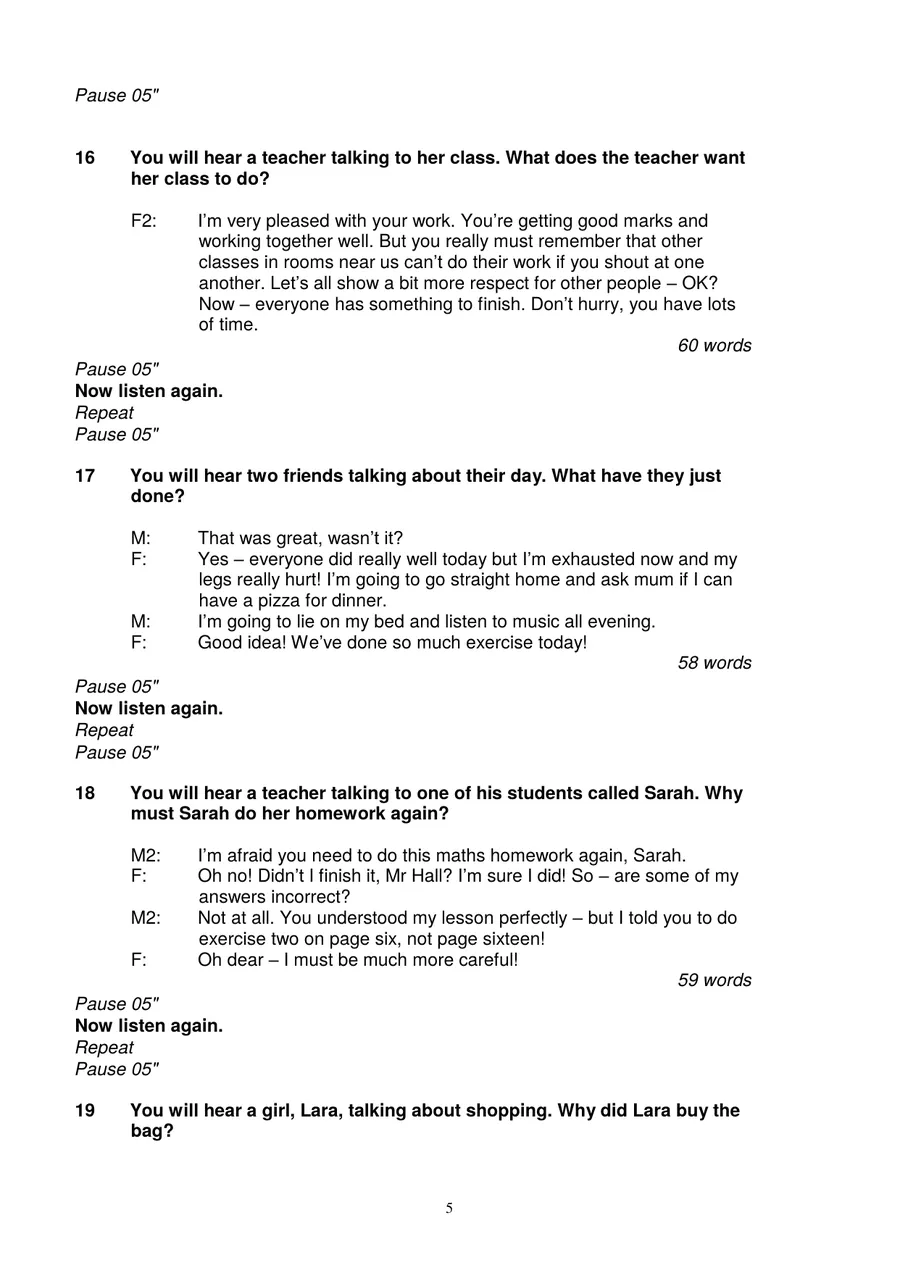 Pause 05"
16 You will hear a teacher talking to her class. What does the teacher want
her class to do?
F2: I’m very pleased with your work. You’re getting good marks and
working together well. But you really must remember that other
classes in rooms near us can’t do their work if you shout at one
another. Let’s all show a bit more respect for other people – OK?
Now – everyone has something to finish. Don’t hurry, you have lots
of time.
60 words
Pause 05"
Now listen again.
Repeat
Pause 05"
17 You will hear two friends talking about their day. What have they just
done?
M: That was great, wasn’t it?
F: Yes – everyone did really well today but I’m exhausted now and my
legs really hurt! I’m going to go straight home and ask mum if I can
have a pizza for dinner.
M: I’m going to lie on my bed and listen to music all evening.
F: Good idea! We’ve done so much exercise today!
58 words
Pause 05"
Now listen again.
Repeat
Pause 05"
18 You will hear a teacher talking to one of his students called Sarah. Why
must Sarah do her homework again?
M2: I’m afraid you need to do this maths homework again, Sarah.
F: Oh no! Didn’t I finish it, Mr Hall? I’m sure I did! So – are some of my
answers incorrect?
M2: Not at all. You understood my lesson perfectly – but I told you to do
exercise two on page six, not page sixteen!
F: Oh dear – I must be much more careful!
59 words
Pause 05"
Now listen again.
Repeat
Pause 05"
19 You will hear a girl, Lara, talking about shopping. Why did Lara buy the
bag?
5